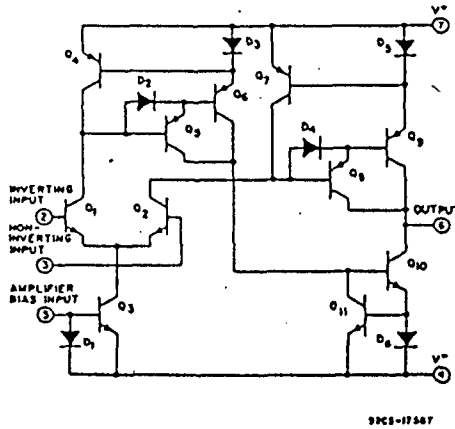 V+
7
Q4
D3
Q7
D5
D2
Q6
Q5
D4
Q9
Q8
INVERTING
INPUT
2
Q1
Q2
OUTPUT
6
NON-
INVERTING
INPUT
3
Q10
AMPLIFIER
BIAS INPUT
5
Q3
Q11
D1
D6
V-
4
92CS-17587